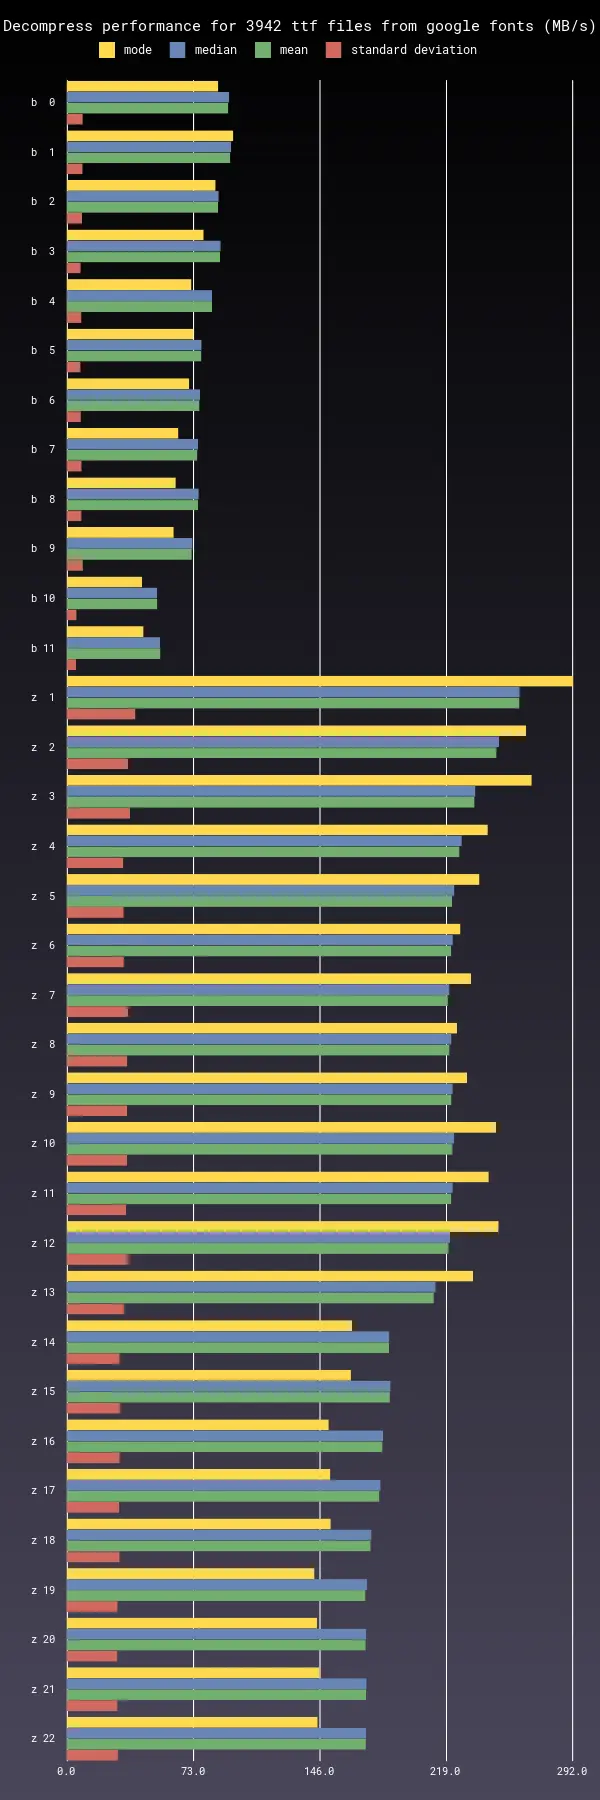 Decompress performance for 3942 ttf files from google fonts (MB/s)
mode median mean standard deviation
b 0
b 1
b 2
b 3
b 4
b 5
b 6
b 7
b 8
b 9
b 10
b 11
z 1
z 2
z 3
z 4
z 5
z 6
z 7
z 8
z 9
z 10
z 11
z 12
z 13
z 14
z 15
z 16
z 17
z 18
z 19
z 20
z 21
z 22
0.0 73.0 146.0 219.0 292.0